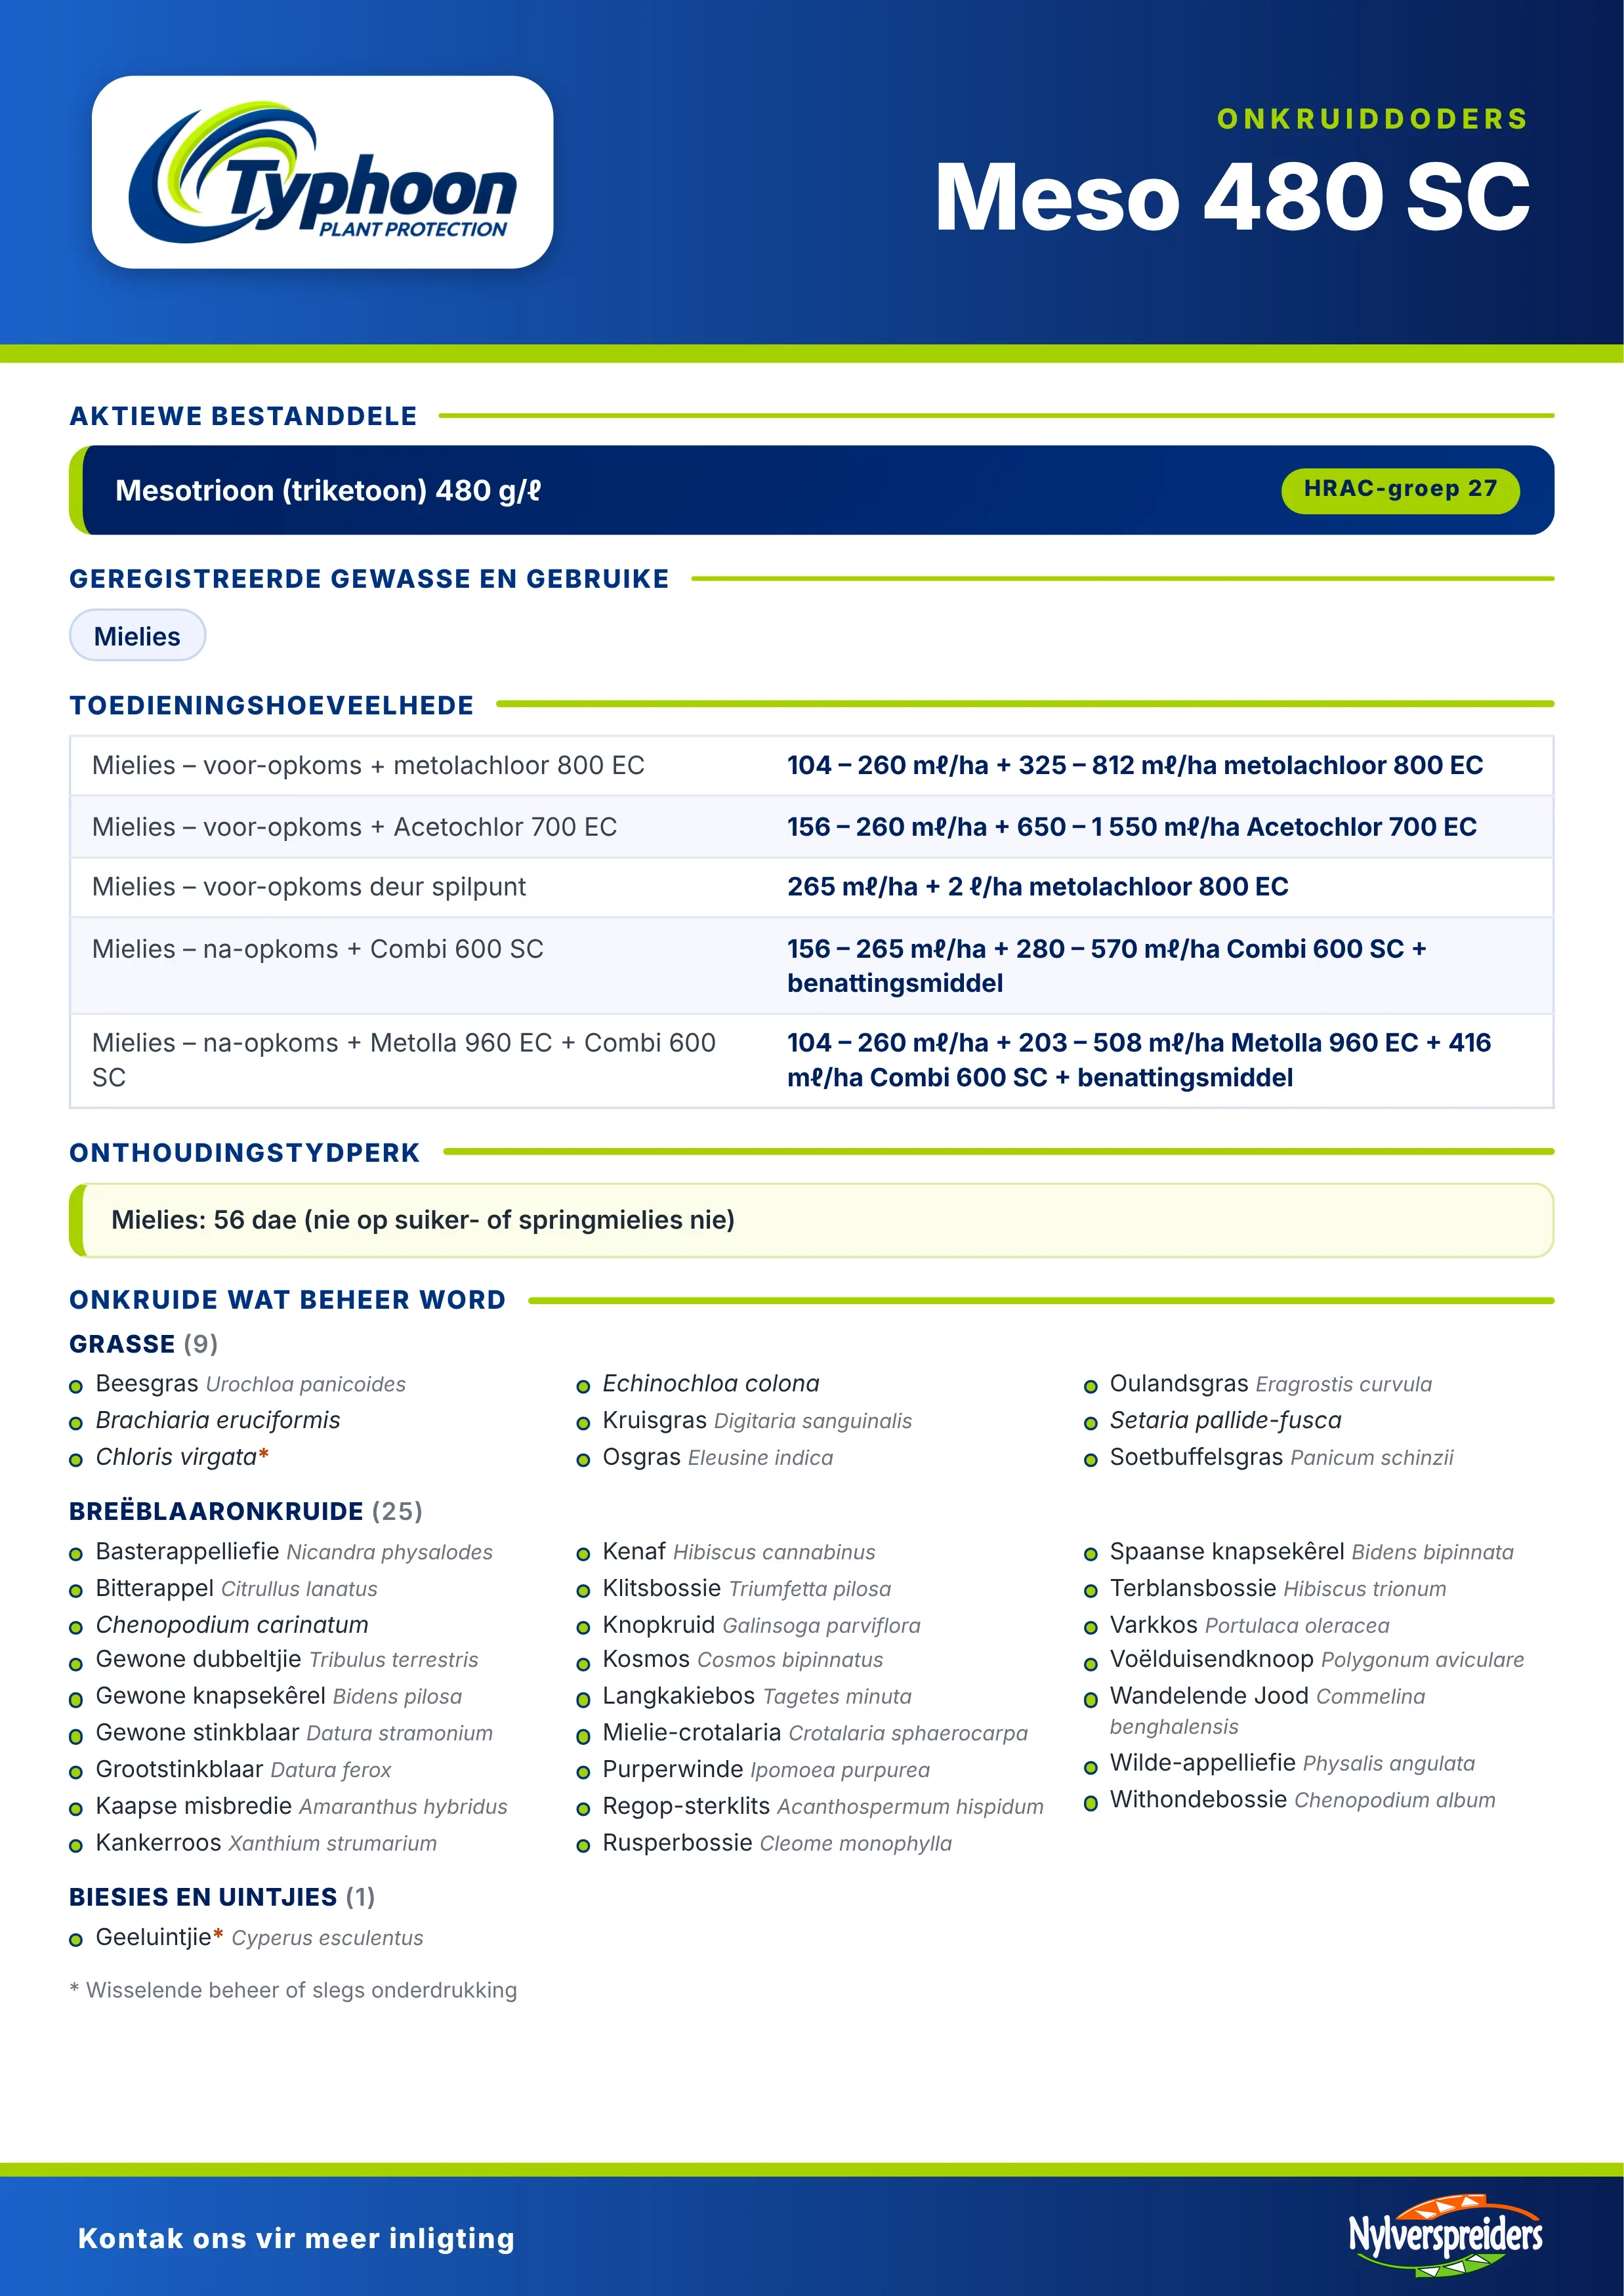 Typhoon
PLANT PROTECTION
ONKRUIDDODERS
Meso 480 SC
AKTIEWE BESTANDDELE
Mesotrioon (triketoon) 480 g/ℓ
HRAC-groep 27
GEREGISTREERDE GEWASSE EN GEBRUIKE
Mielies
TOEDIENINGSHOEVEELHEDE
Mielies – voor-opkoms + metolachloor 800 EC
104 – 260 mℓ/ha + 325 – 812 mℓ/ha metolachloor 800 EC
Mielies – voor-opkoms + Acetochlor 700 EC
156 – 260 mℓ/ha + 650 – 1 550 mℓ/ha Acetochlor 700 EC
Mielies – voor-opkoms deur spilpunt
265 mℓ/ha + 2 ℓ/ha metolachloor 800 EC
Mielies – na-opkoms + Combi 600 SC
156 – 265 mℓ/ha + 280 – 570 mℓ/ha Combi 600 SC +
benattingsmiddel
Mielies – na-opkoms + Metolla 960 EC + Combi 600
SC
104 – 260 mℓ/ha + 203 – 508 mℓ/ha Metolla 960 EC + 416
mℓ/ha Combi 600 SC + benattingsmiddel
ONTHOUDINGSTYDPERK
Mielies: 56 dae (nie op suiker- of springmielies nie)
ONKRUIDE WAT BEHEER WORD
GRASSE (9)
Beesgras Urochloa panicoides
Brachiaria eruciformis
Chloris virgata*
Echinochloa colona
Kruisgras Digitaria sanguinalis
Osgras Eleusine indica
Oulandsgras Eragrostis curvula
Setaria pallide-fusca
Soetbuffelsgras Panicum schinzii
BREËBLAARONKRUIDE (25)
Basterappelliefie Nicandra physalodes
Bitterappel Citrullus lanatus
Chenopodium carinatum
Gewone dubbeltjie Tribulus terrestris
Gewone knapsekêrel Bidens pilosa
Gewone stinkblaar Datura stramonium
Grootstinkblaar Datura ferox
Kaapse misbredie Amaranthus hybridus
Kankerroos Xanthium strumarium
Kenaf Hibiscus cannabinus
Klitsbossie Triumfetta pilosa
Knopkruid Galinsoga parviflora
Kosmos Cosmos bipinnatus
Langkakiebos Tagetes minuta
Mielie-crotalaria Crotalaria sphaerocarpa
Purperwinde Ipomoea purpurea
Regop-sterklits Acanthospermum hispidum
Rusperbossie Cleome monophylla
Spaanse knapsekêrel Bidens bipinnata
Terblansbossie Hibiscus trionum
Varkkos Portulaca oleracea
Voëlduisendknoop Polygonum aviculare
Wandelende Jood Commelina
benghalensis
Wilde-appelliefie Physalis angulata
Withondebossie Chenopodium album
BIESIES EN UINTJIES (1)
Geeluintjie* Cyperus esculentus
* Wisselende beheer of slegs onderdrukking
Kontak ons vir meer inligting
Nylverspreiders